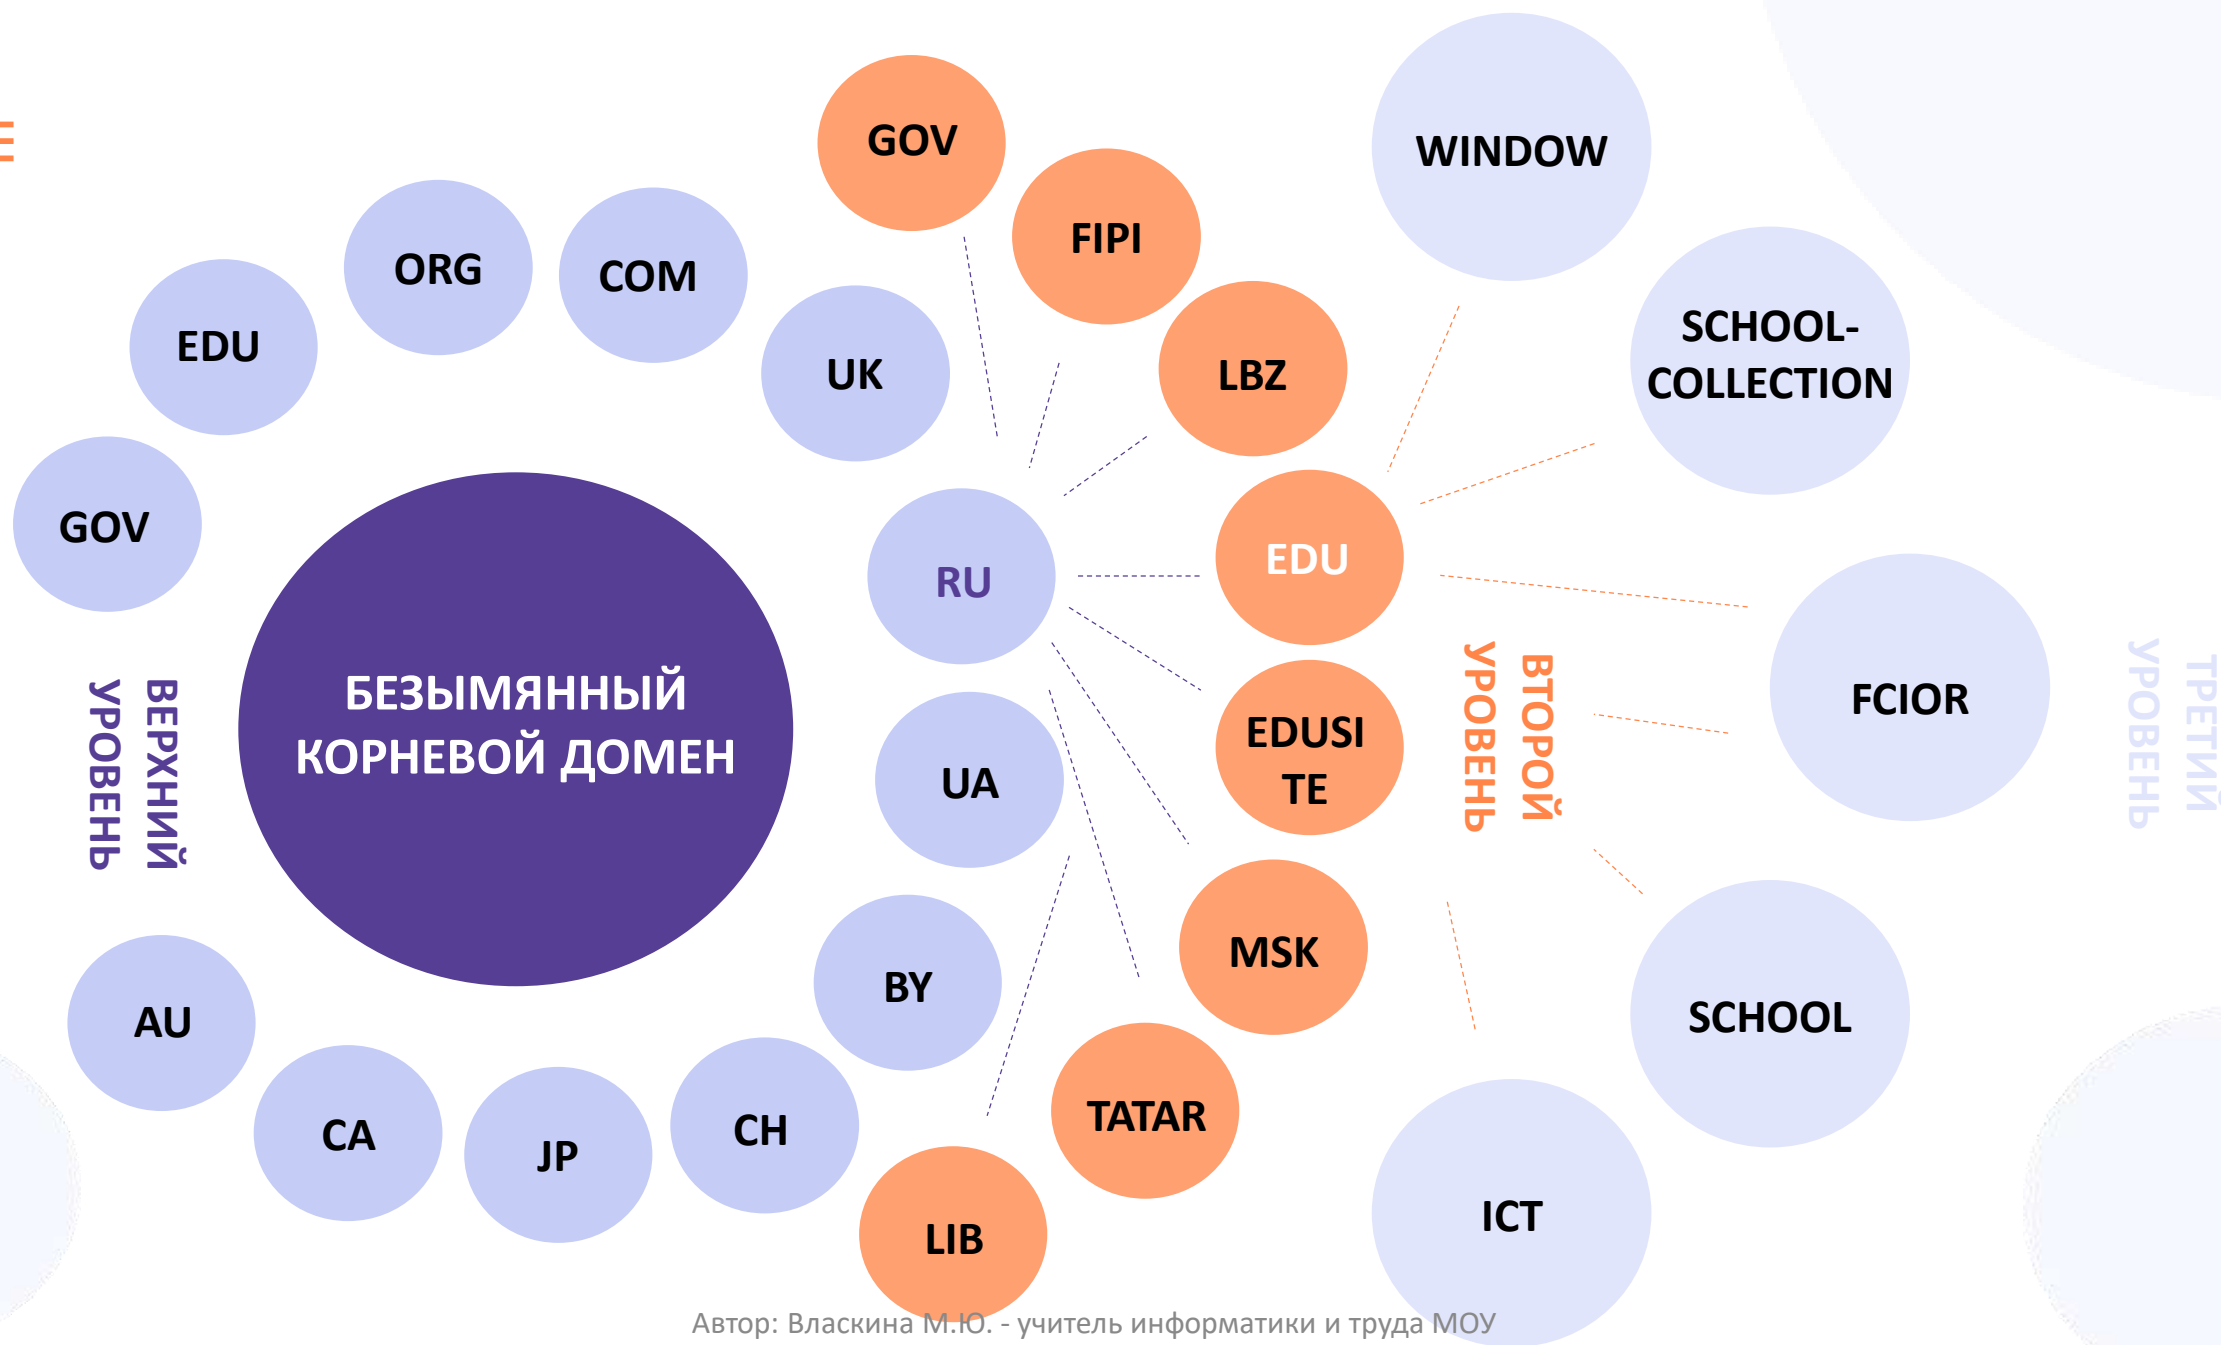 GOV
WINDOW
FIPI
ORG
COM
SCHOOL-
COLLECTION
EDU
UK
LBZ
GOV
EDU
RU
БЕЗЫМЯННЫЙ
КОРНЕВОЙ ДОМЕН
ВЕРХНИЙ
УРОВЕНЬ
UA
EDUSI
TE
ВТОРОЙ
УРОВЕНЬ
FCIOR
ТРЕТИЙ
УРОВЕНЬ
MSK
BY
AU
SCHOOL
CA
JP
CH
TATAR
LIB
ICT
Автор: Власкина М.Ю. - учитель информатики и труда МОУ